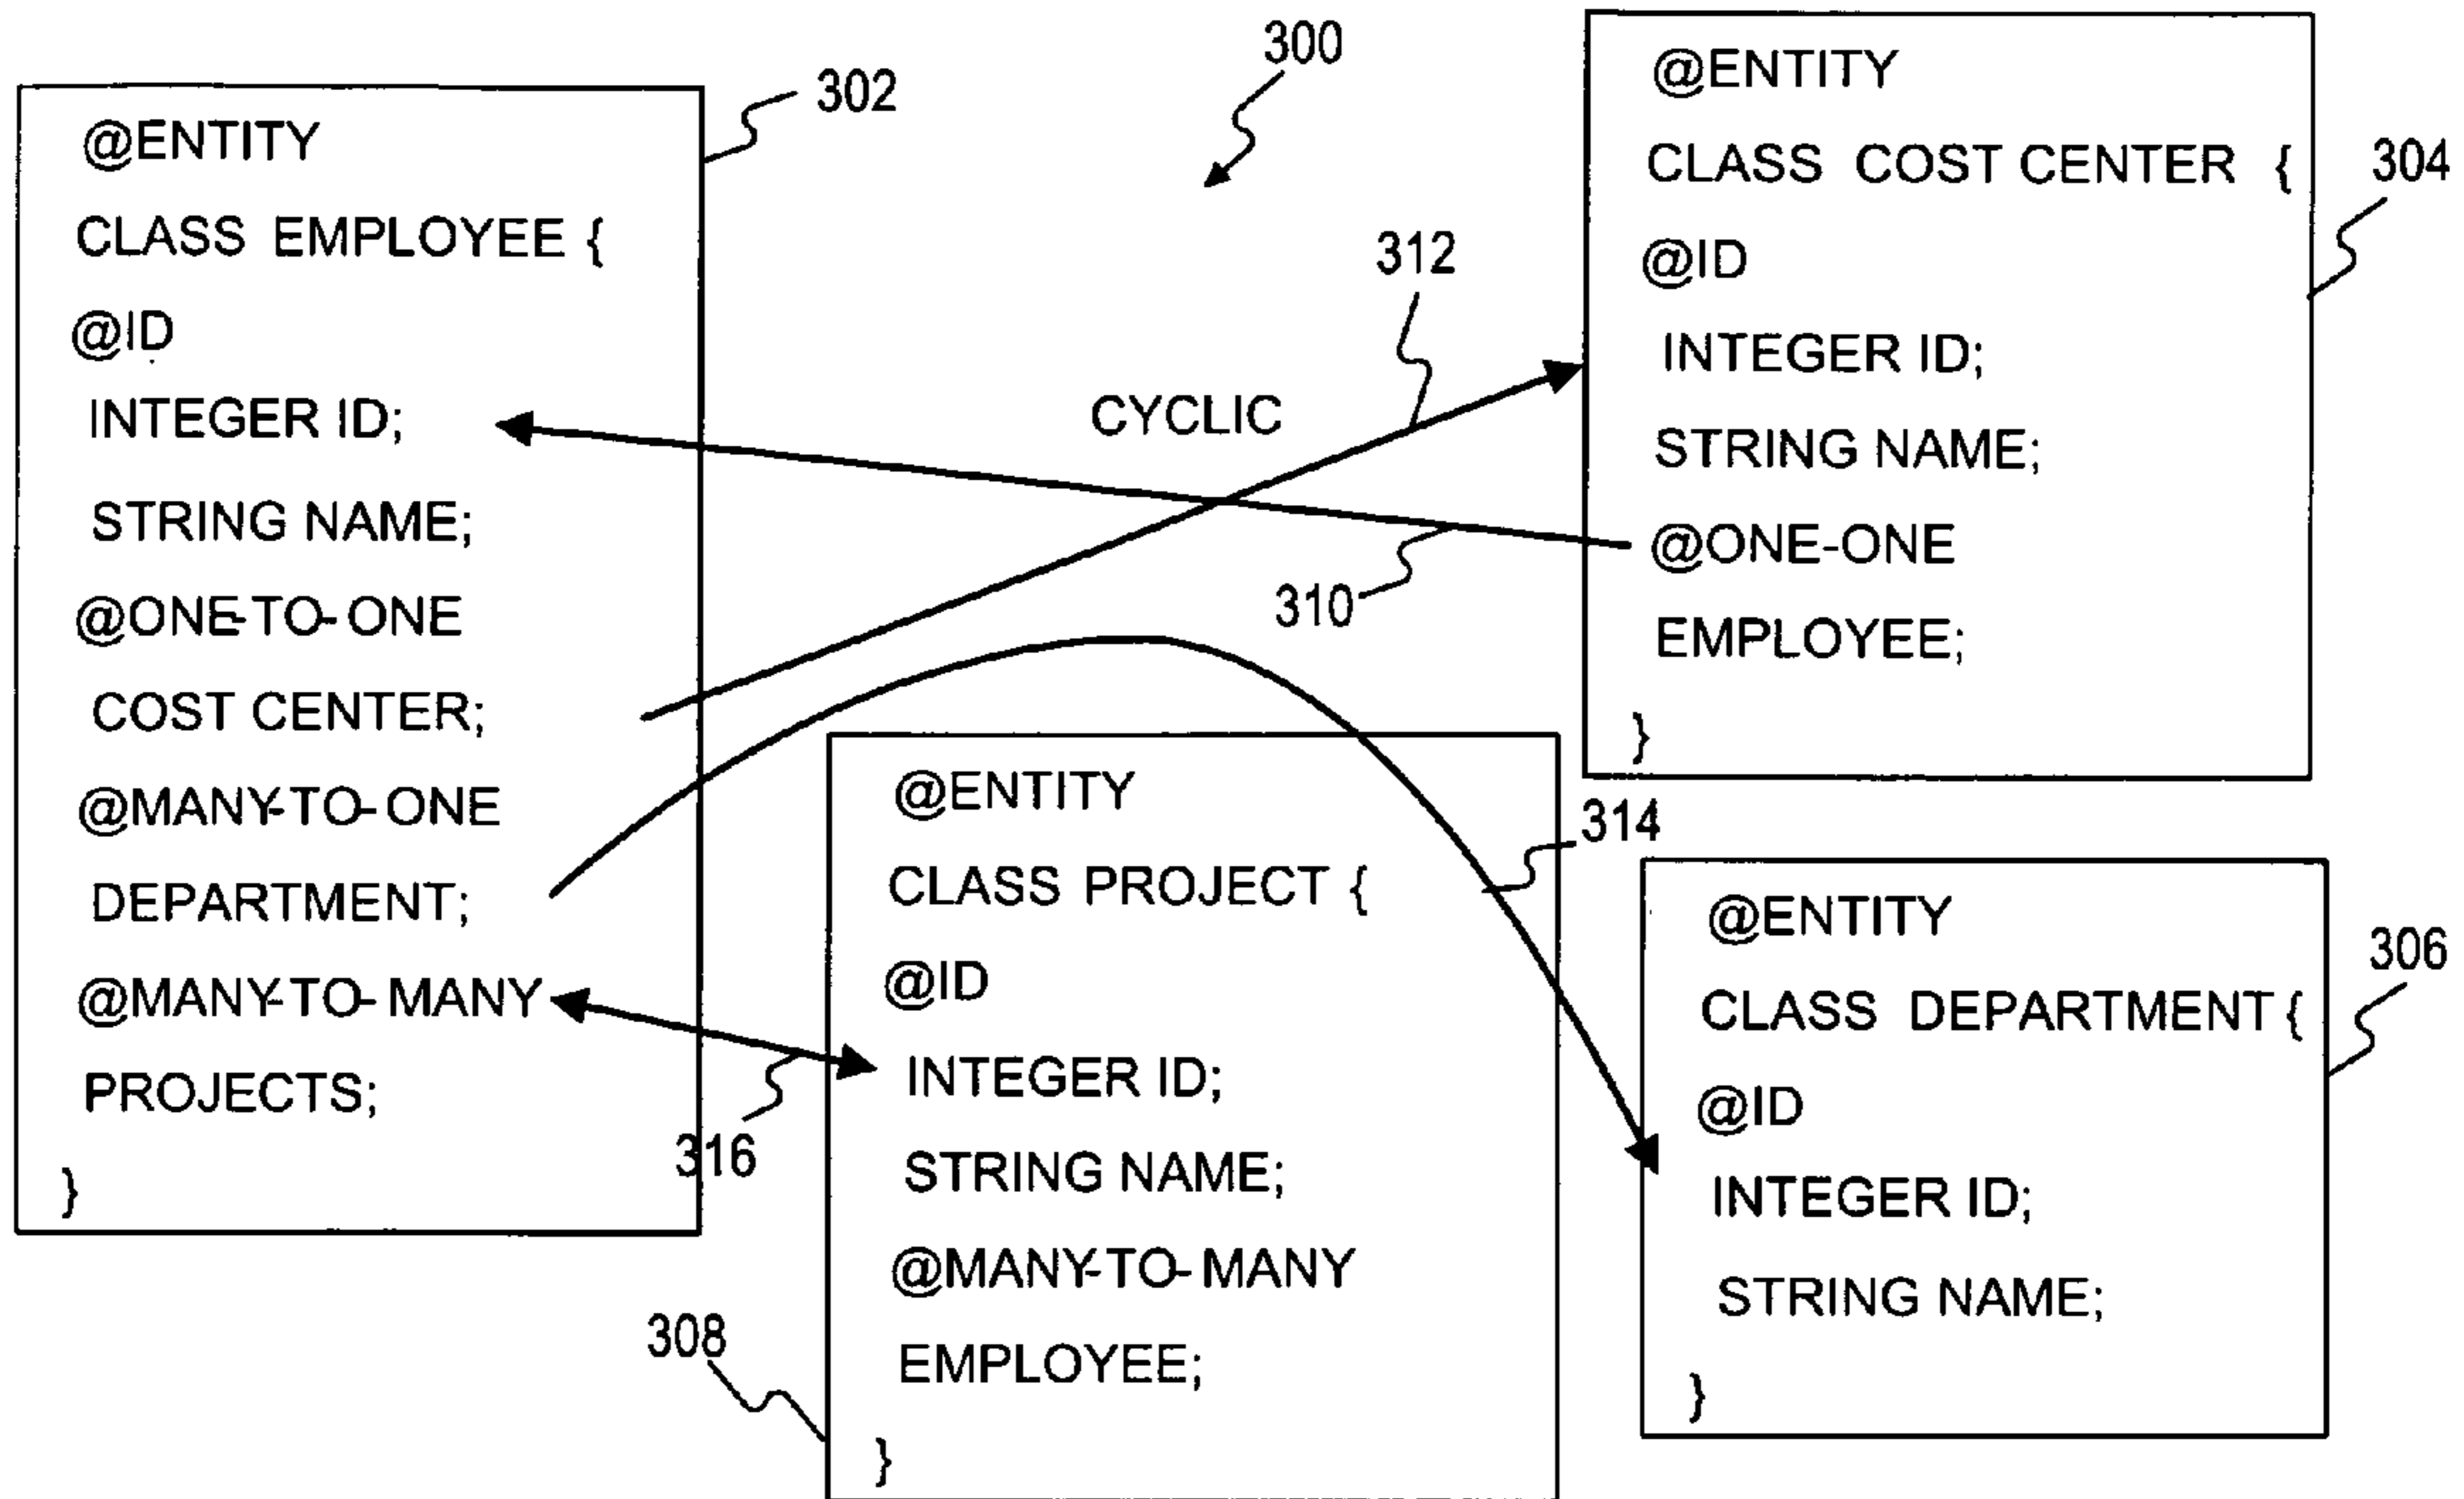 300
302
@ENTITY
CLASS EMPLOYEE {
@ID
INTEGER ID;
STRING NAME;
@ONE-TO-ONE
COST CENTER;
@MANY-TO-ONE
DEPARTMENT;
@MANY-TO-MANY
PROJECTS;
}
304
@ENTITY
CLASS COST CENTER {
@ID
INTEGER ID;
STRING NAME;
@ONE-ONE
EMPLOYEE;
}
312
CYCLIC
310
314
316
308
@ENTITY
CLASS PROJECT {
@ID
INTEGER ID;
STRING NAME;
@MANY-TO-MANY
EMPLOYEE;
}
306
@ENTITY
CLASS DEPARTMENT {
@ID
INTEGER ID;
STRING NAME;
}